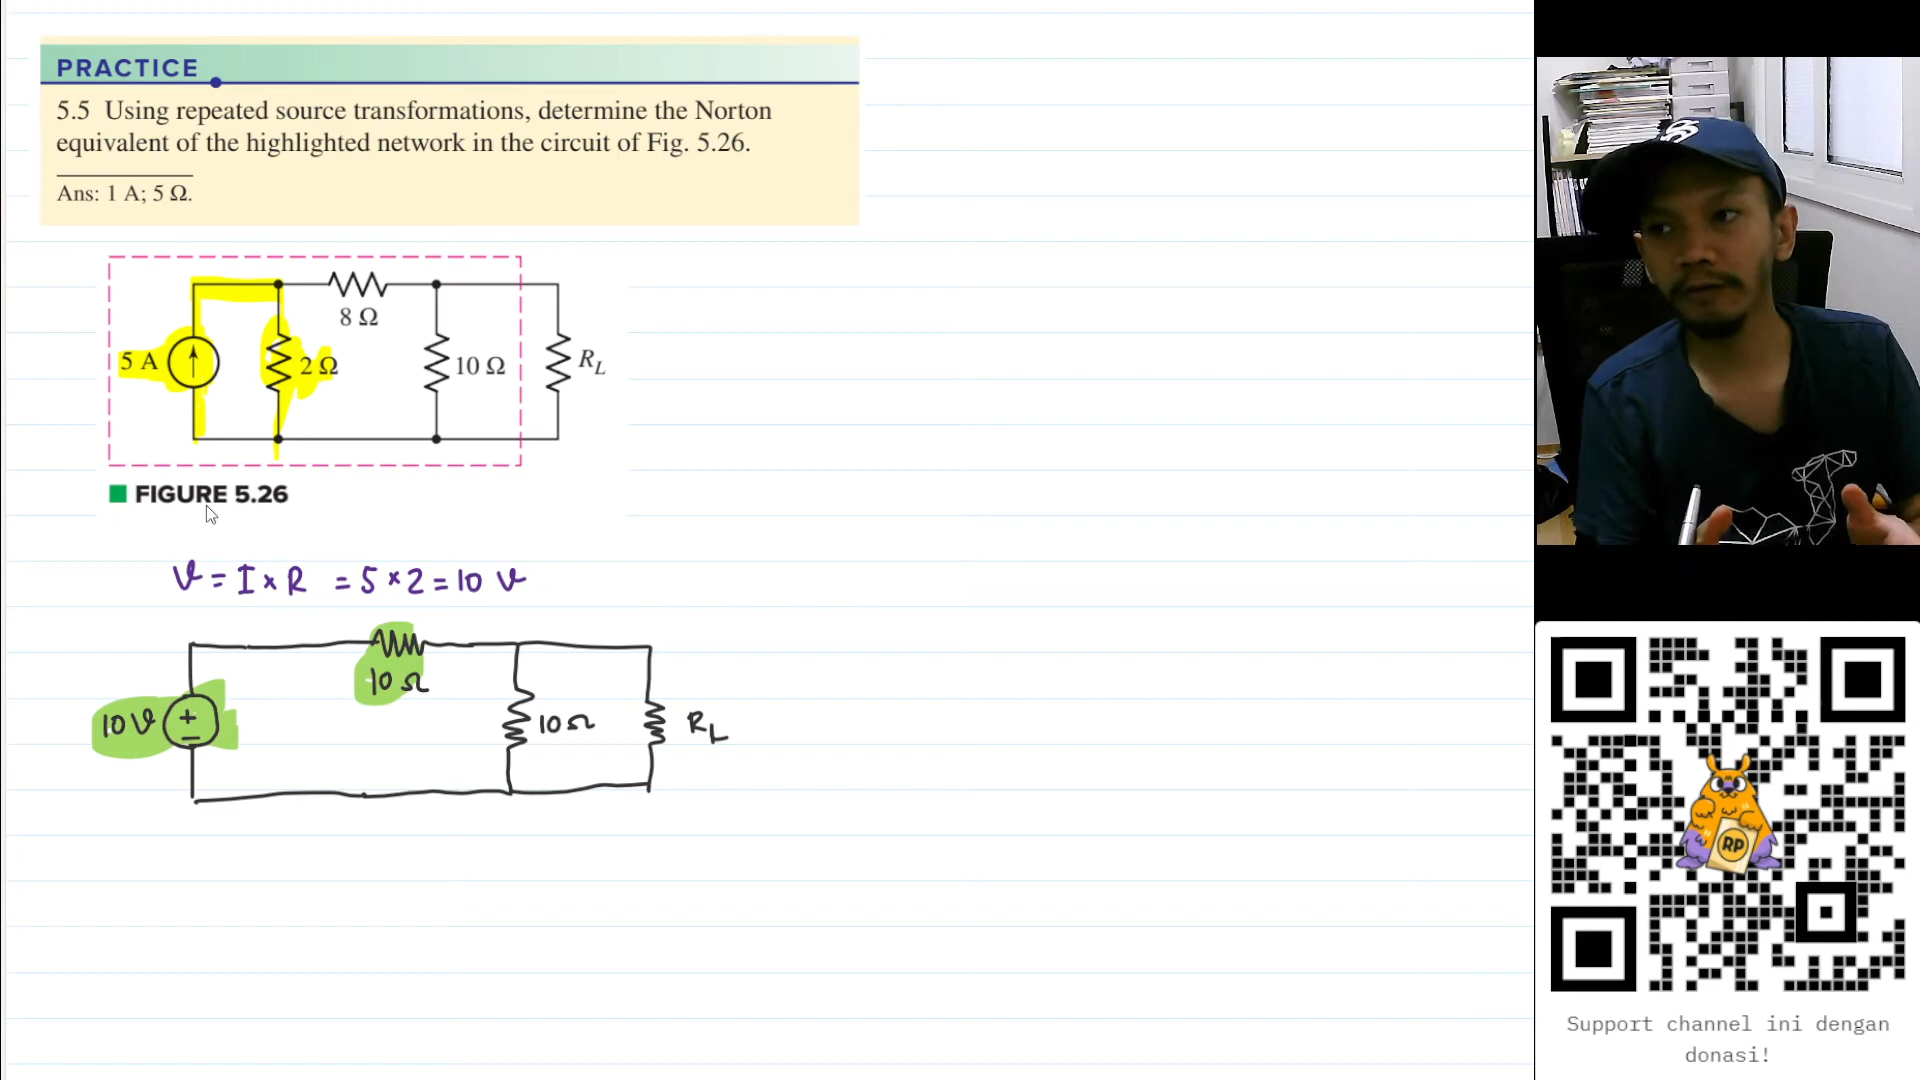 PRACTICE
5.5 Using repeated source transformations, determine the Norton
equivalent of the highlighted network in the circuit of Fig. 5.26.
Ans: 1 A; 5 Ω.
8 Ω
5 A
2 Ω
10 Ω
R_L
FIGURE 5.26
V = I × R = 5 × 2 = 10 V
10 Ω
10 V
10 Ω
R_L
RP
Support channel ini dengan
donasi!